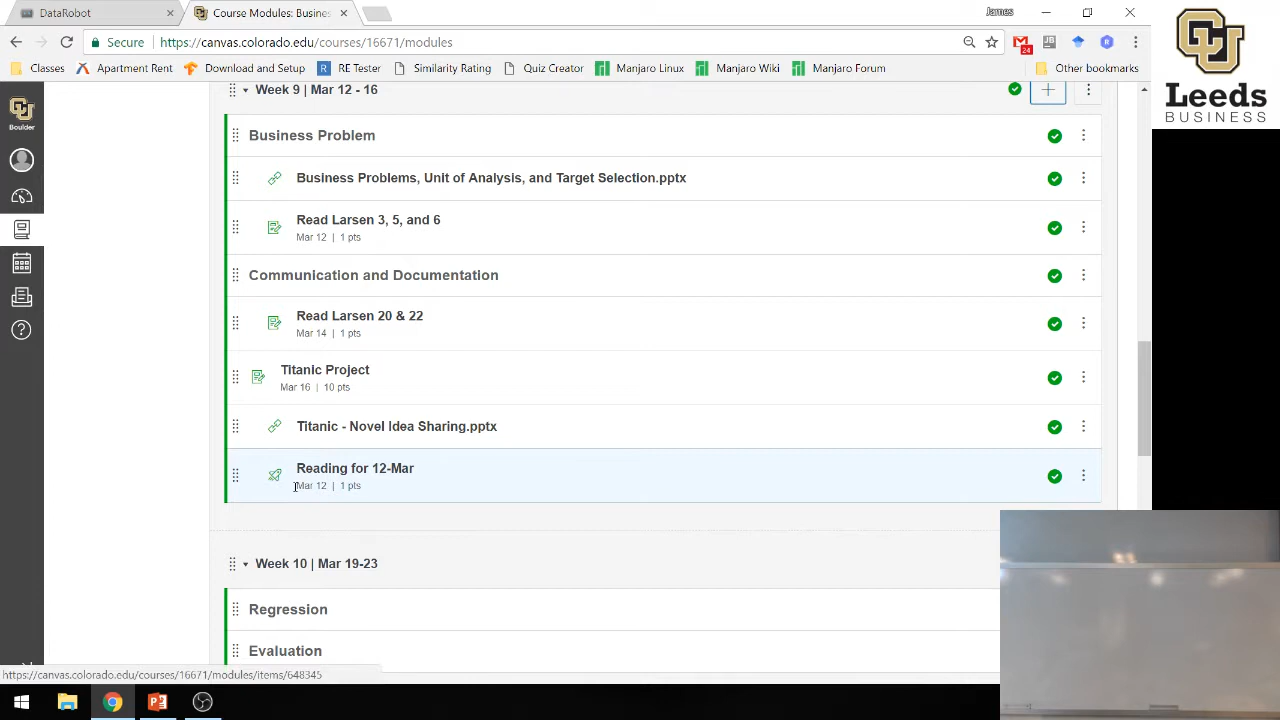 DataRobot
Course Modules: Busines
James
Secure | https://canvas.colorado.edu/courses/16671/modules
24
Classes
Apartment Rent
Download and Setup
R RE Tester
Similarity Rating
Quiz Creator
Manjaro Linux
Manjaro Wiki
Manjaro Forum
Other bookmarks
CU
Leeds
BUSINESS
Boulder
Week 9 | Mar 12 - 16
Business Problem
Business Problems, Unit of Analysis, and Target Selection.pptx
Read Larsen 3, 5, and 6
Mar 12 | 1 pts
Communication and Documentation
Read Larsen 20 & 22
Mar 14 | 1 pts
Titanic Project
Mar 16 | 10 pts
Titanic - Novel Idea Sharing.pptx
Reading for 12-Mar
Mar 12 | 1 pts
Week 10 | Mar 19-23
Regression
Evaluation
https://canvas.colorado.edu/courses/16671/modules/items/648345